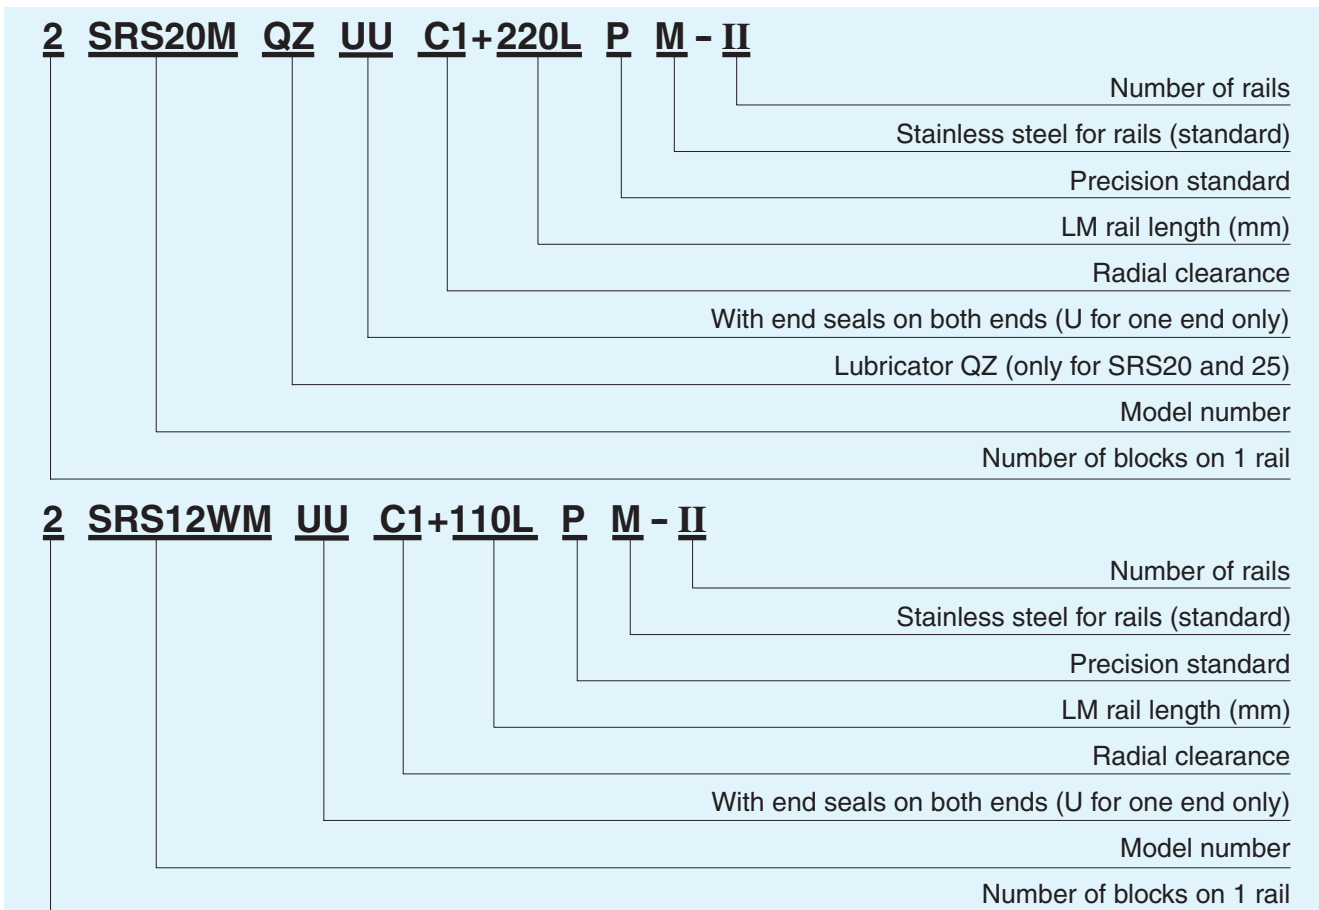 2 SRS20M QZ UU C1+220L P M - II
Number of rails
Stainless steel for rails (standard)
Precision standard
LM rail length (mm)
Radial clearance
With end seals on both ends (U for one end only)
Lubricator QZ (only for SRS20 and 25)
Model number
Number of blocks on 1 rail
2 SRS12WM UU C1+110L P M - II
Number of rails
Stainless steel for rails (standard)
Precision standard
LM rail length (mm)
Radial clearance
With end seals on both ends (U for one end only)
Model number
Number of blocks on 1 rail